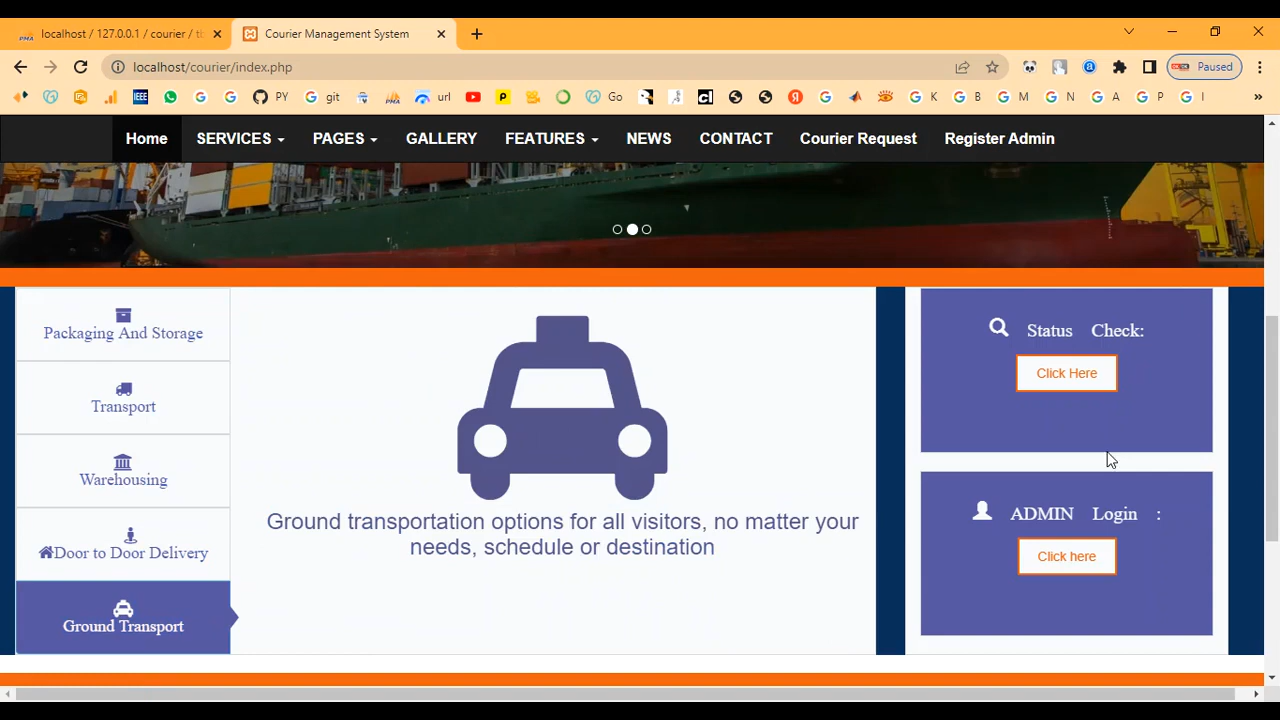 localhost / 127.0.0.1 / courier / tb
Courier Management System
localhost/courier/index.php
Paused
IEEE
PY
git
url
Go
K
B
M
N
A
P
I
Home
SERVICES
PAGES
GALLERY
FEATURES
NEWS
CONTACT
Courier Request
Register Admin
Packaging And Storage
Transport
Warehousing
Door to Door Delivery
Ground Transport
Ground transportation options for all visitors, no matter your
needs, schedule or destination
Status Check:
Click Here
ADMIN Login :
Click here